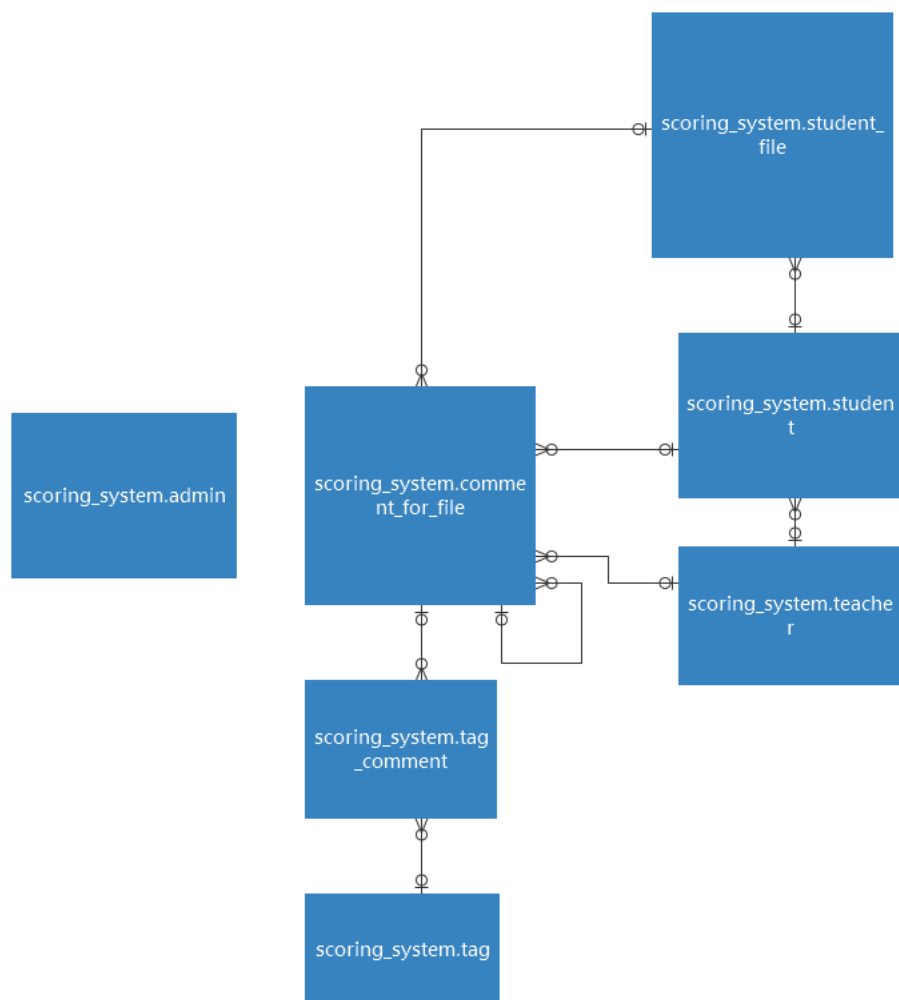 scoring_system.student_
file
scoring_system.studen
t
scoring_system.comme
nt_for_file
scoring_system.admin
scoring_system.teache
r
scoring_system.tag
_comment
scoring_system.tag